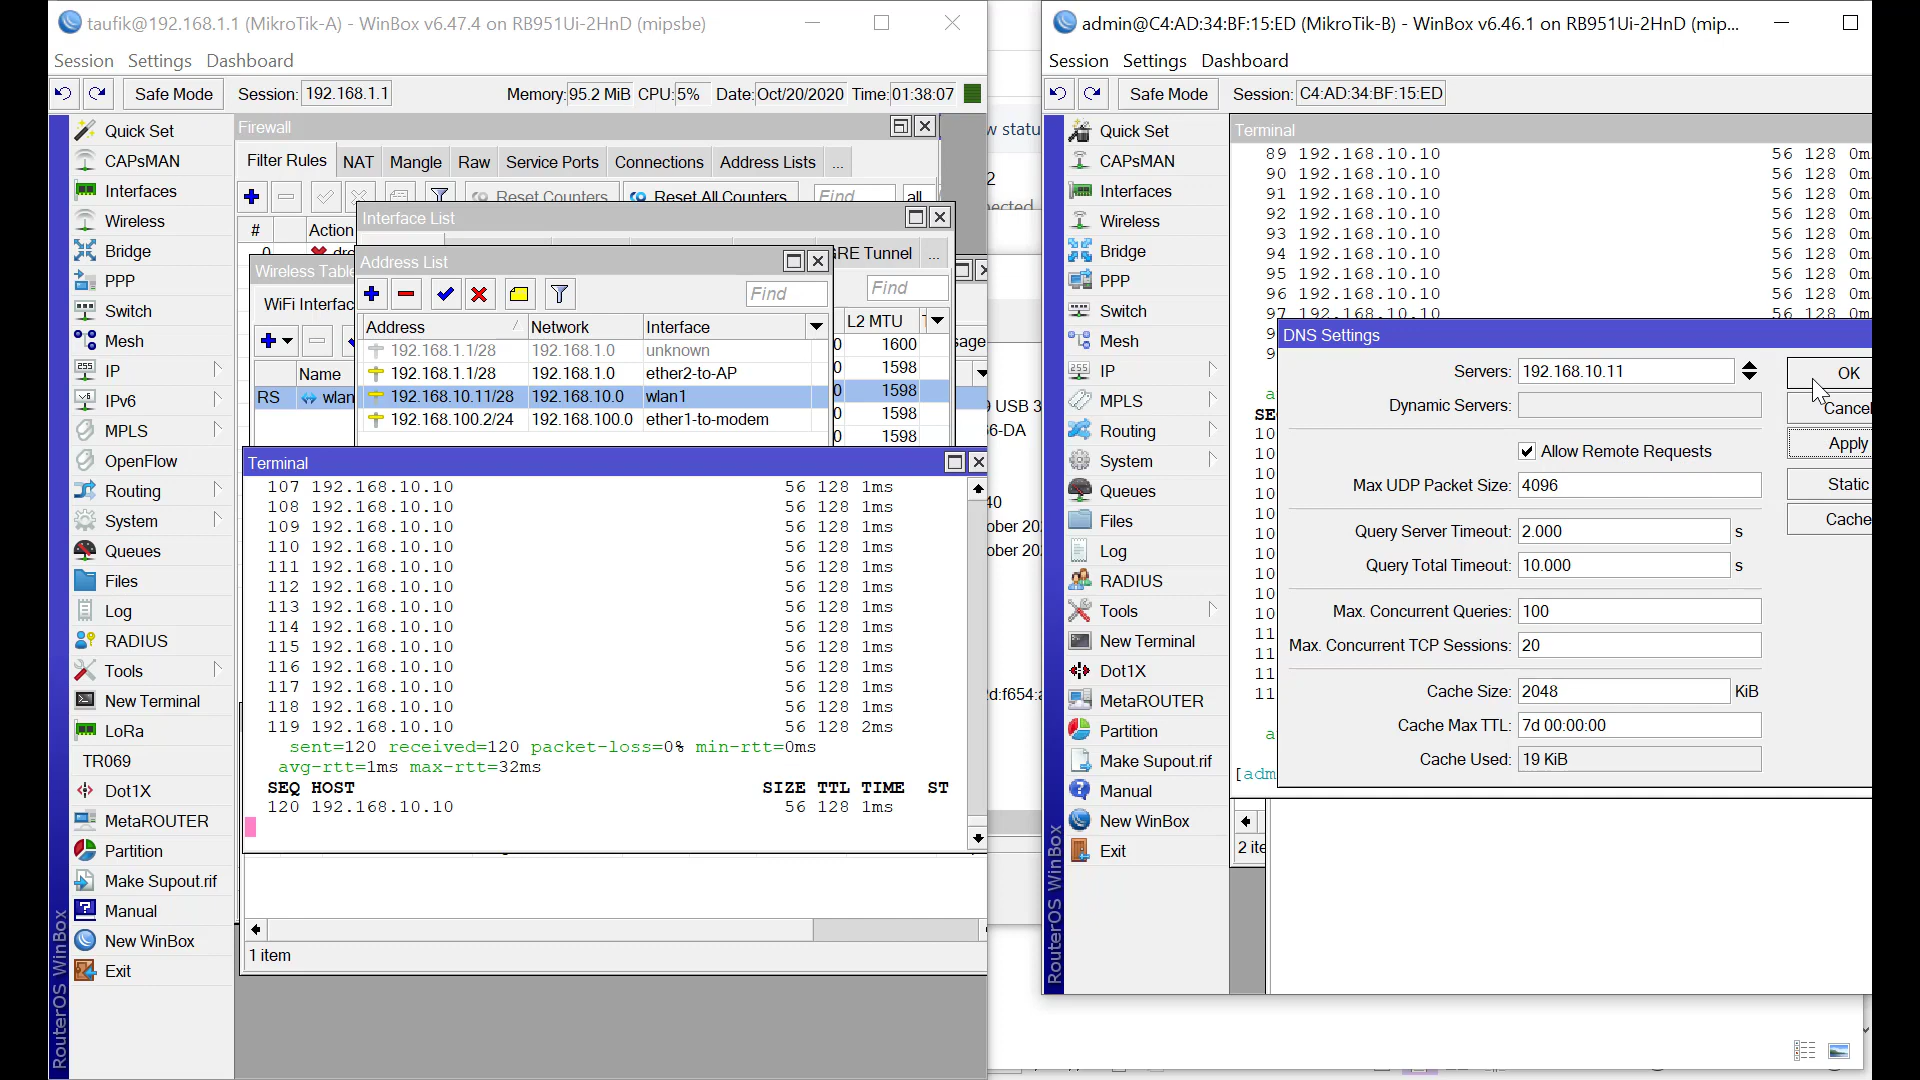 taufik@192.168.1.1 (MikroTik-A) - WinBox v6.47.4 on RB951Ui-2HnD (mipsbe)
Session Settings Dashboard
Safe Mode Session: 192.168.1.1 Memory: 95.2 MiB CPU: 5% Date: Oct/20/2020 Time: 01:38:07
Quick Set
CAPsMAN
Interfaces
Wireless
Bridge
PPP
Switch
Mesh
IP
IPv6
MPLS
OpenFlow
Routing
System
Queues
Files
Log
RADIUS
Tools
New Terminal
LoRa
TR069
Dot1X
MetaROUTER
Partition
Make Supout.rif
Manual
New WinBox
Exit
RouterOS WinBox
Firewall
Filter Rules NAT Mangle Raw Service Ports Connections Address Lists ...
Reset Counters Reset All Counters Find all
# Action
0
Interface List
GRE Tunnel ...
Find
L2 MTU
1600
1598
1598
1598
1598
Wireless Table
WiFi Interfac
Name
RS wlan
Address List
Find
Address Network Interface
192.168.1.1/28 192.168.1.0 unknown
192.168.1.1/28 192.168.1.0 ether2-to-AP
192.168.10.11/28 192.168.10.0 wlan1
192.168.100.2/24 192.168.100.0 ether1-to-modem
Terminal
107 192.168.10.10 56 128 1ms
108 192.168.10.10 56 128 1ms
109 192.168.10.10 56 128 1ms
110 192.168.10.10 56 128 1ms
111 192.168.10.10 56 128 1ms
112 192.168.10.10 56 128 1ms
113 192.168.10.10 56 128 1ms
114 192.168.10.10 56 128 1ms
115 192.168.10.10 56 128 1ms
116 192.168.10.10 56 128 1ms
117 192.168.10.10 56 128 1ms
118 192.168.10.10 56 128 1ms
119 192.168.10.10 56 128 2ms
sent=120 received=120 packet-loss=0% min-rtt=0ms
avg-rtt=1ms max-rtt=32ms
SEQ HOST SIZE TTL TIME ST
120 192.168.10.10 56 128 1ms
1 item
admin@C4:AD:34:BF:15:ED (MikroTik-B) - WinBox v6.46.1 on RB951Ui-2HnD (mip...
Session Settings Dashboard
Safe Mode Session: C4:AD:34:BF:15:ED
Quick Set
CAPsMAN
Interfaces
Wireless
Bridge
PPP
Switch
Mesh
IP
MPLS
Routing
System
Queues
Files
Log
RADIUS
Tools
New Terminal
Dot1X
MetaROUTER
Partition
Make Supout.rif
Manual
New WinBox
Exit
RouterOS WinBox
Terminal
89 192.168.10.10 56 128 0m
90 192.168.10.10 56 128 0m
91 192.168.10.10 56 128 0m
92 192.168.10.10 56 128 0m
93 192.168.10.10 56 128 0m
94 192.168.10.10 56 128 0m
95 192.168.10.10 56 128 0m
96 192.168.10.10 56 128 0m
97 192.168.10.10 56 128 0m
[adm
2 ite
DNS Settings
Servers: 192.168.10.11
Dynamic Servers:
Allow Remote Requests
Max UDP Packet Size: 4096
Query Server Timeout: 2.000 s
Query Total Timeout: 10.000 s
Max. Concurrent Queries: 100
Max. Concurrent TCP Sessions: 20
Cache Size: 2048 KiB
Cache Max TTL: 7d 00:00:00
Cache Used: 19 KiB
OK
Cancel
Apply
Static
Cache